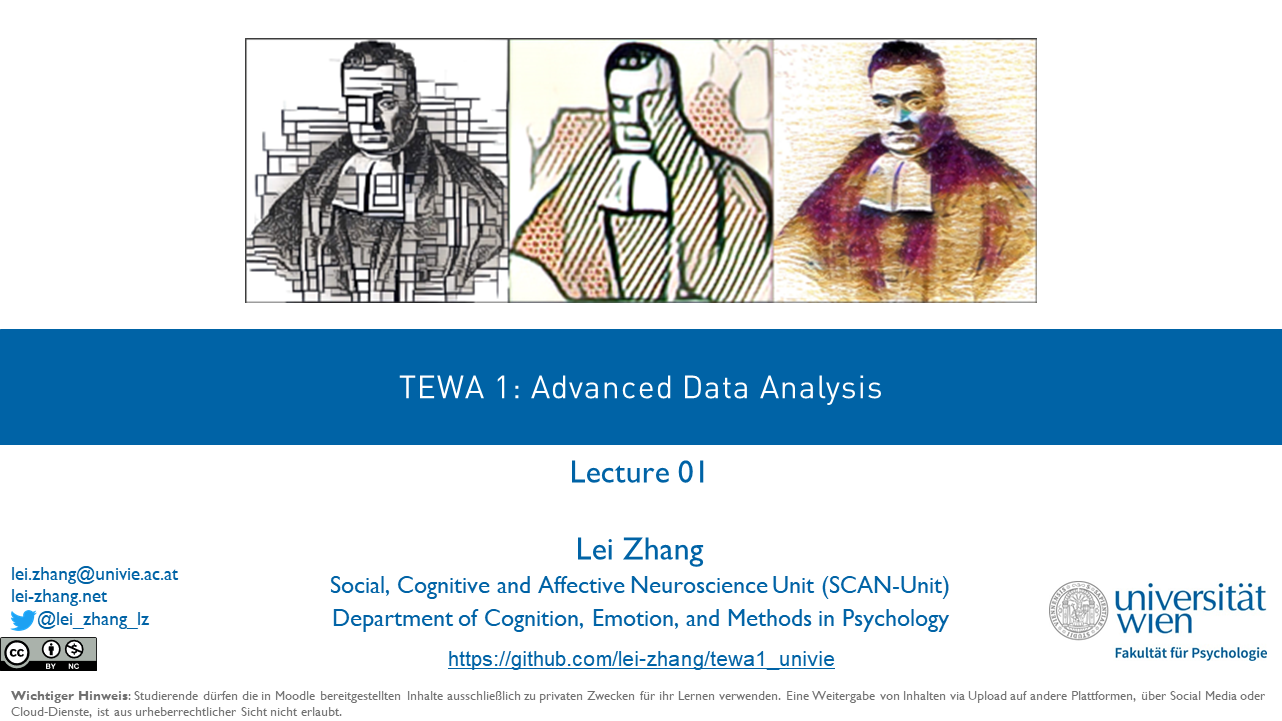 TEWA 1: Advanced Data Analysis
Lecture 01
Lei Zhang
Social, Cognitive and Affective Neuroscience Unit (SCAN-Unit)
Department of Cognition, Emotion, and Methods in Psychology
https://github.com/lei-zhang/tewa1_univie
lei.zhang@univie.ac.at
lei-zhang.net
@lei_zhang_lz
cc
BY NC
universität
wien
Fakultät für Psychologie
Wichtiger Hinweis: Studierende dürfen die in Moodle bereitgestellten Inhalte ausschließlich zu privaten Zwecken für ihr Lernen verwenden. Eine Weitergabe von Inhalten via Upload auf andere Plattformen, über Social Media oder
Cloud-Dienste, ist aus urheberrechtlicher Sicht nicht erlaubt.